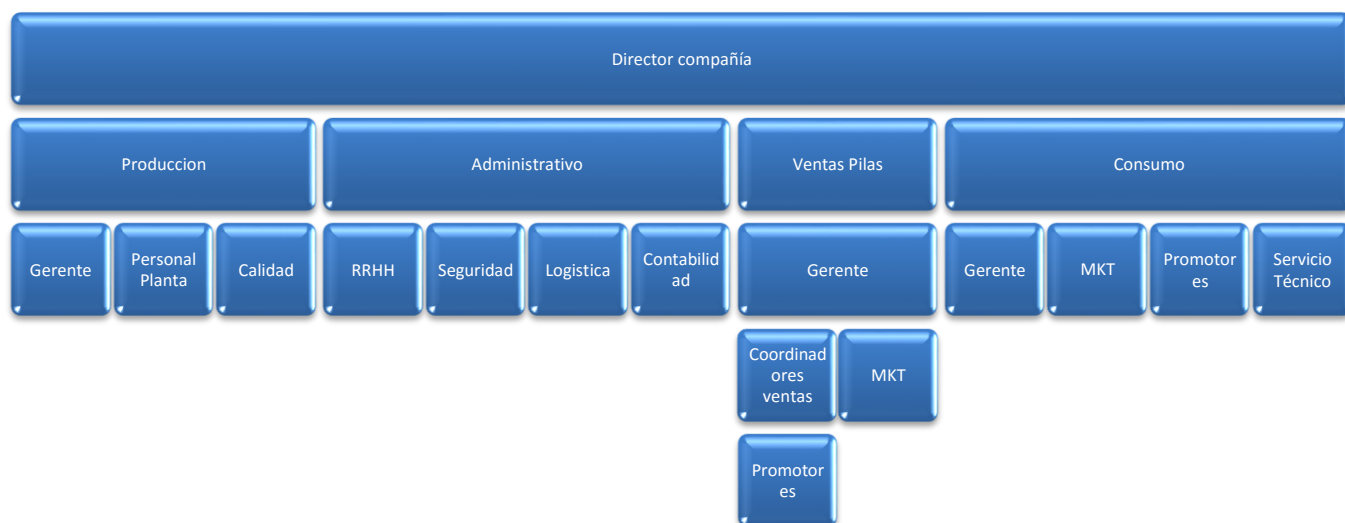 Director compañía
Produccion
Administrativo
Ventas Pilas
Consumo
Gerente
Personal
Planta
Calidad
RRHH
Seguridad
Logistica
Contabilid
ad
Gerente
Gerente
MKT
Promotor
es
Servicio
Técnico
Coordinad
ores
ventas
MKT
Promotor
es